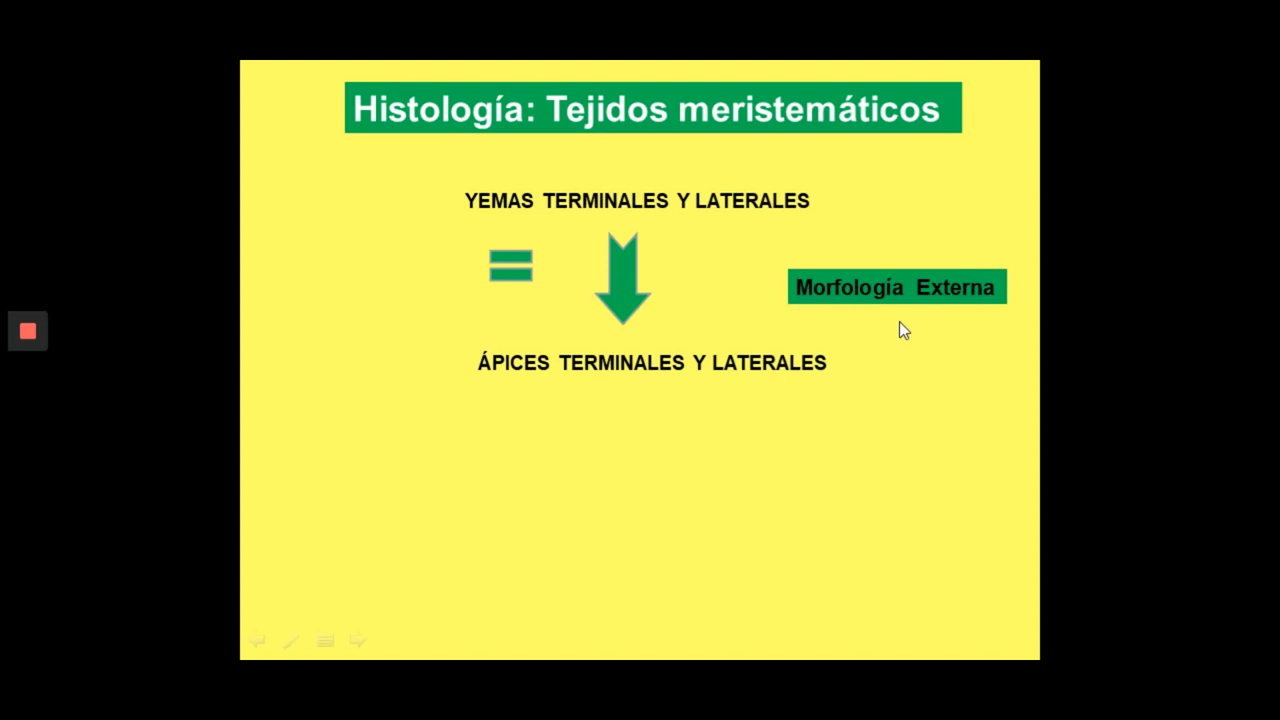 Histología: Tejidos meristemáticos
YEMAS TERMINALES Y LATERALES
Morfología Externa
ÁPICES TERMINALES Y LATERALES